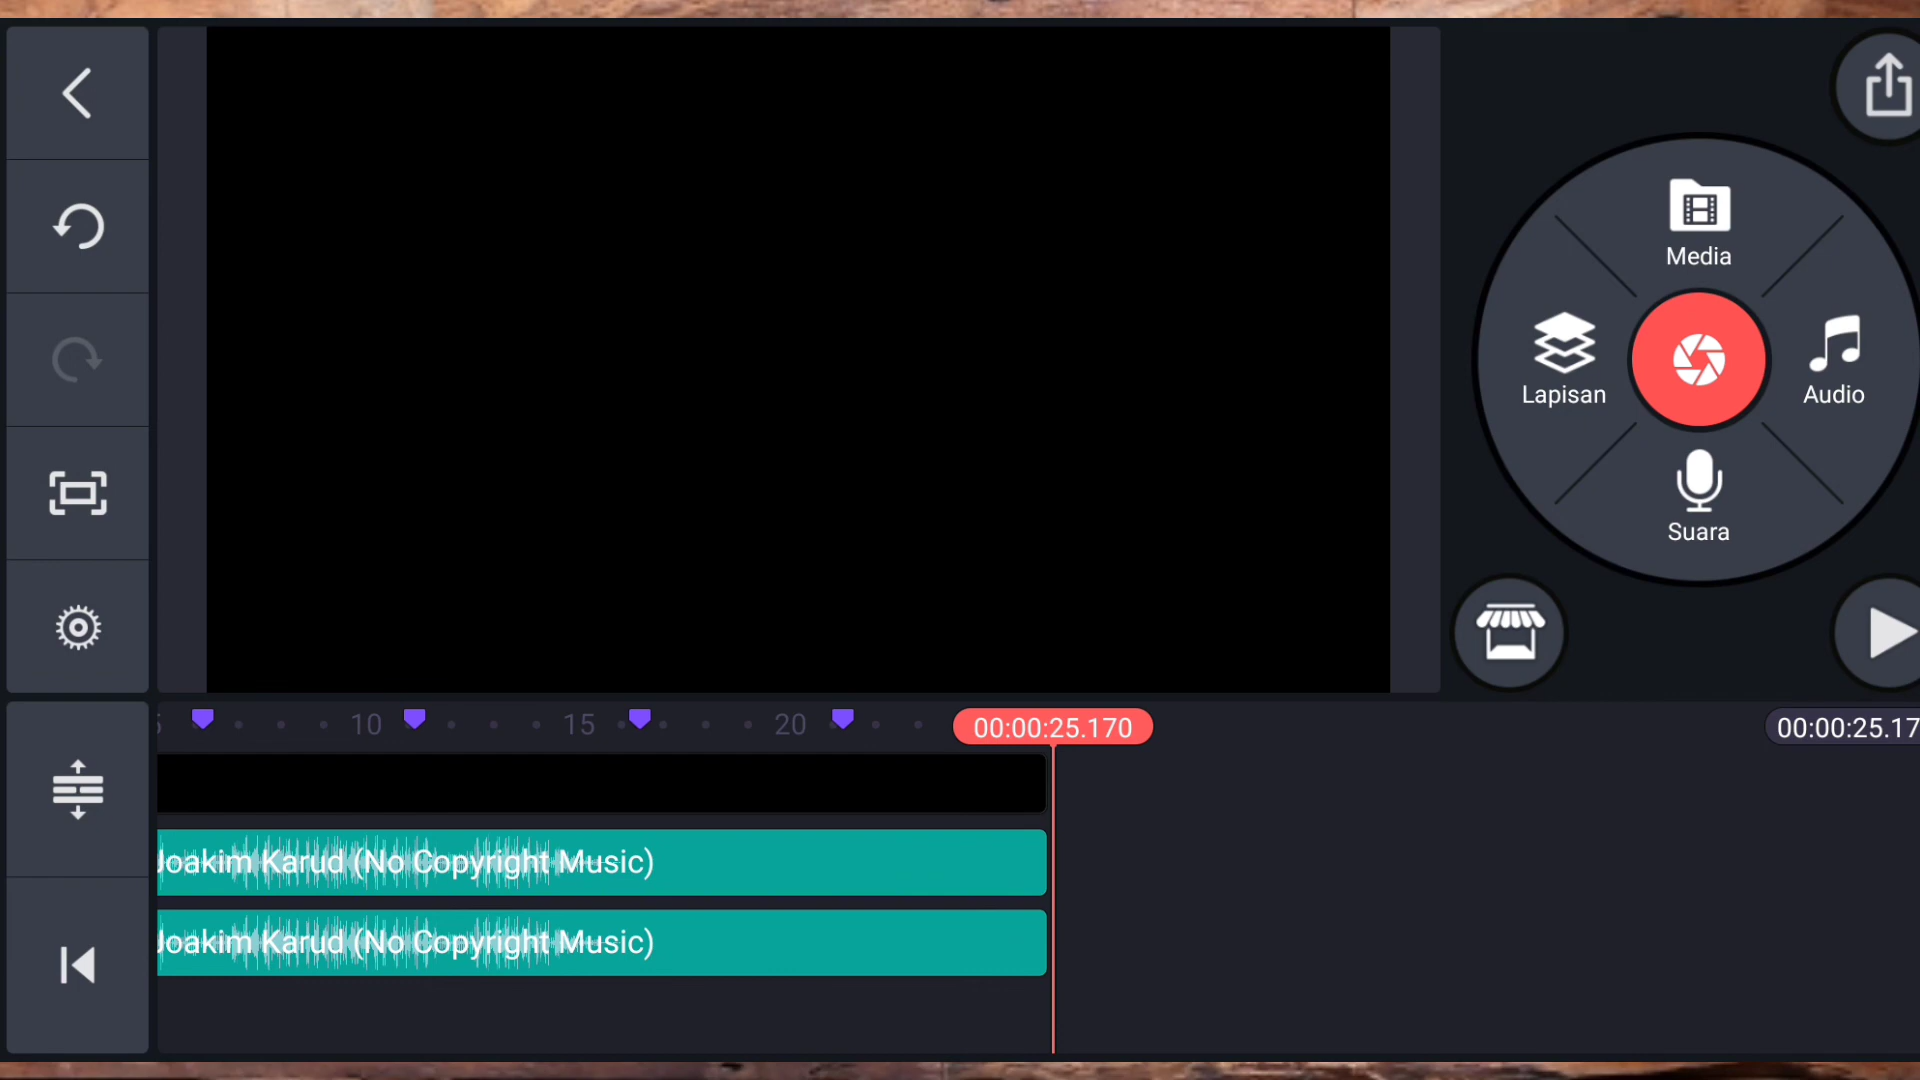 Media
Lapisan
Audio
Suara
10
15
20
00:00:25.170
00:00:25.17
Joakim Karud (No Copyright Music)
Joakim Karud (No Copyright Music)